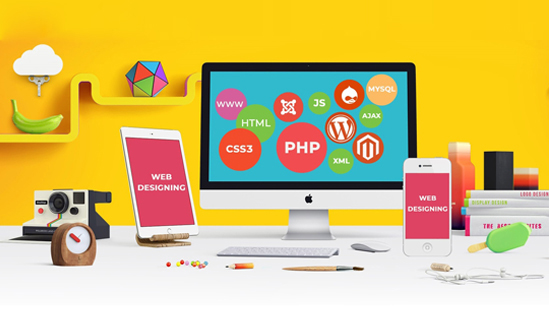 WWW
HTML
CSS3
PHP
JS
MYSQL
AJAX
XML
WEB
DESIGNING
WEB
DESIGNING